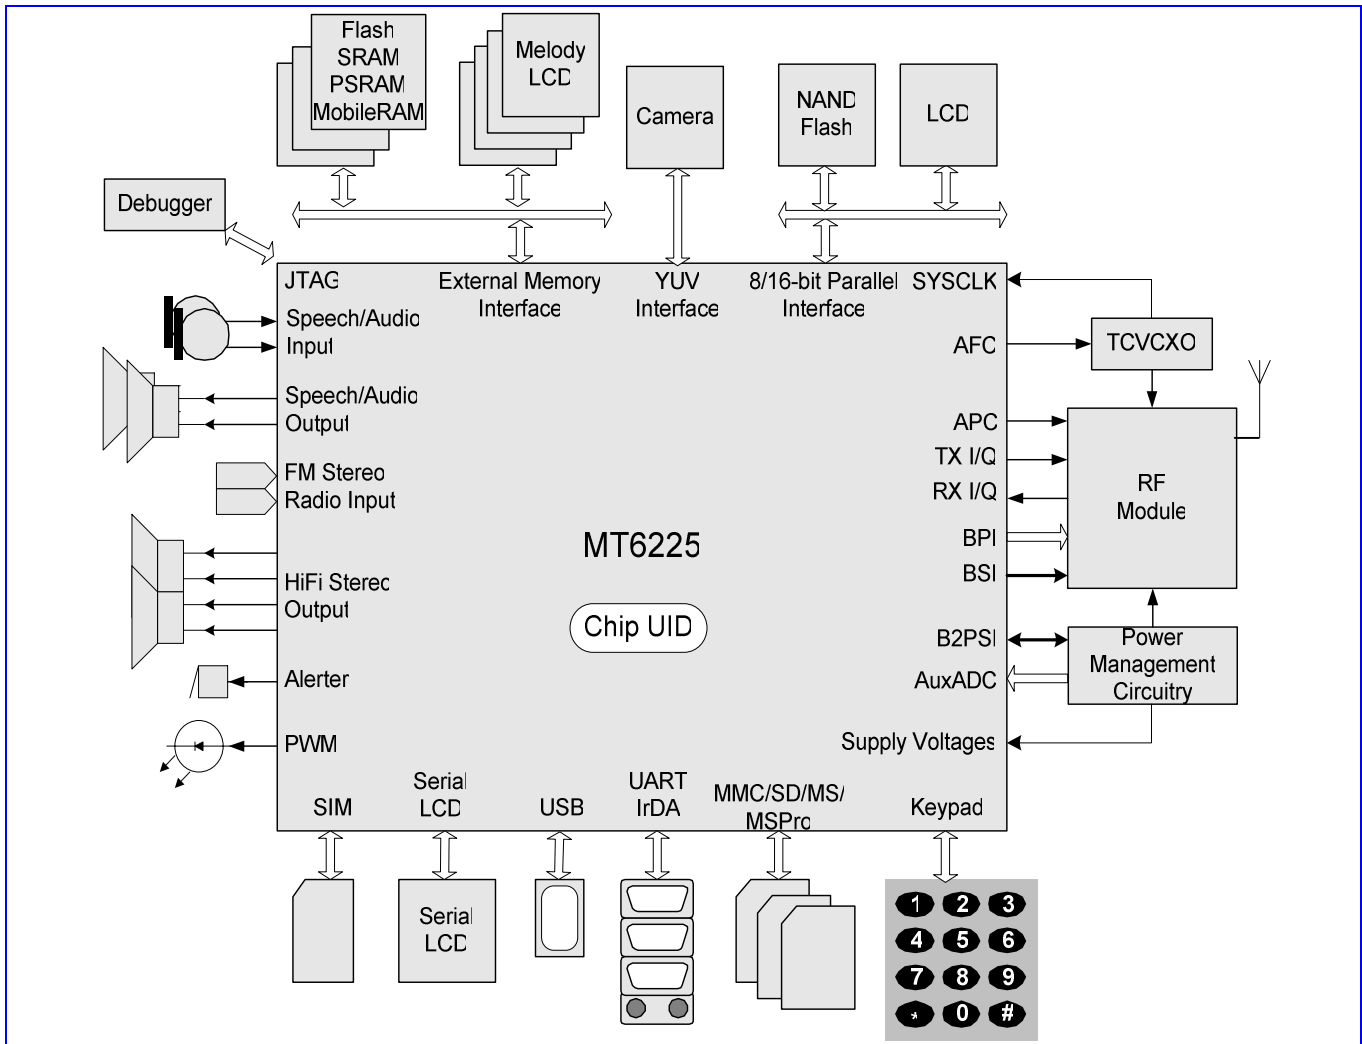 Flash
SRAM
PSRAM
MobileRAM
Melody
LCD
Camera
NAND
Flash
LCD
Debugger
JTAG
External Memory
Interface
YUV
Interface
8/16-bit Parallel
Interface
SYSCLK
Speech/Audio
Input
AFC
TCVCXO
Speech/Audio
Output
APC
TX I/Q
RX I/Q
RF
Module
FM Stereo
Radio Input
BPI
BSI
MT6225
HiFi Stereo
Output
Chip UID
B2PSI
AuxADC
Power
Management
Circuitry
Alerter
PWM
Supply Voltages
SIM
Serial
LCD
USB
UART
IrDA
MMC/SD/MS/
MSPro
Keypad
Serial
LCD
1 2 3
4 5 6
7 8 9
* 0 #